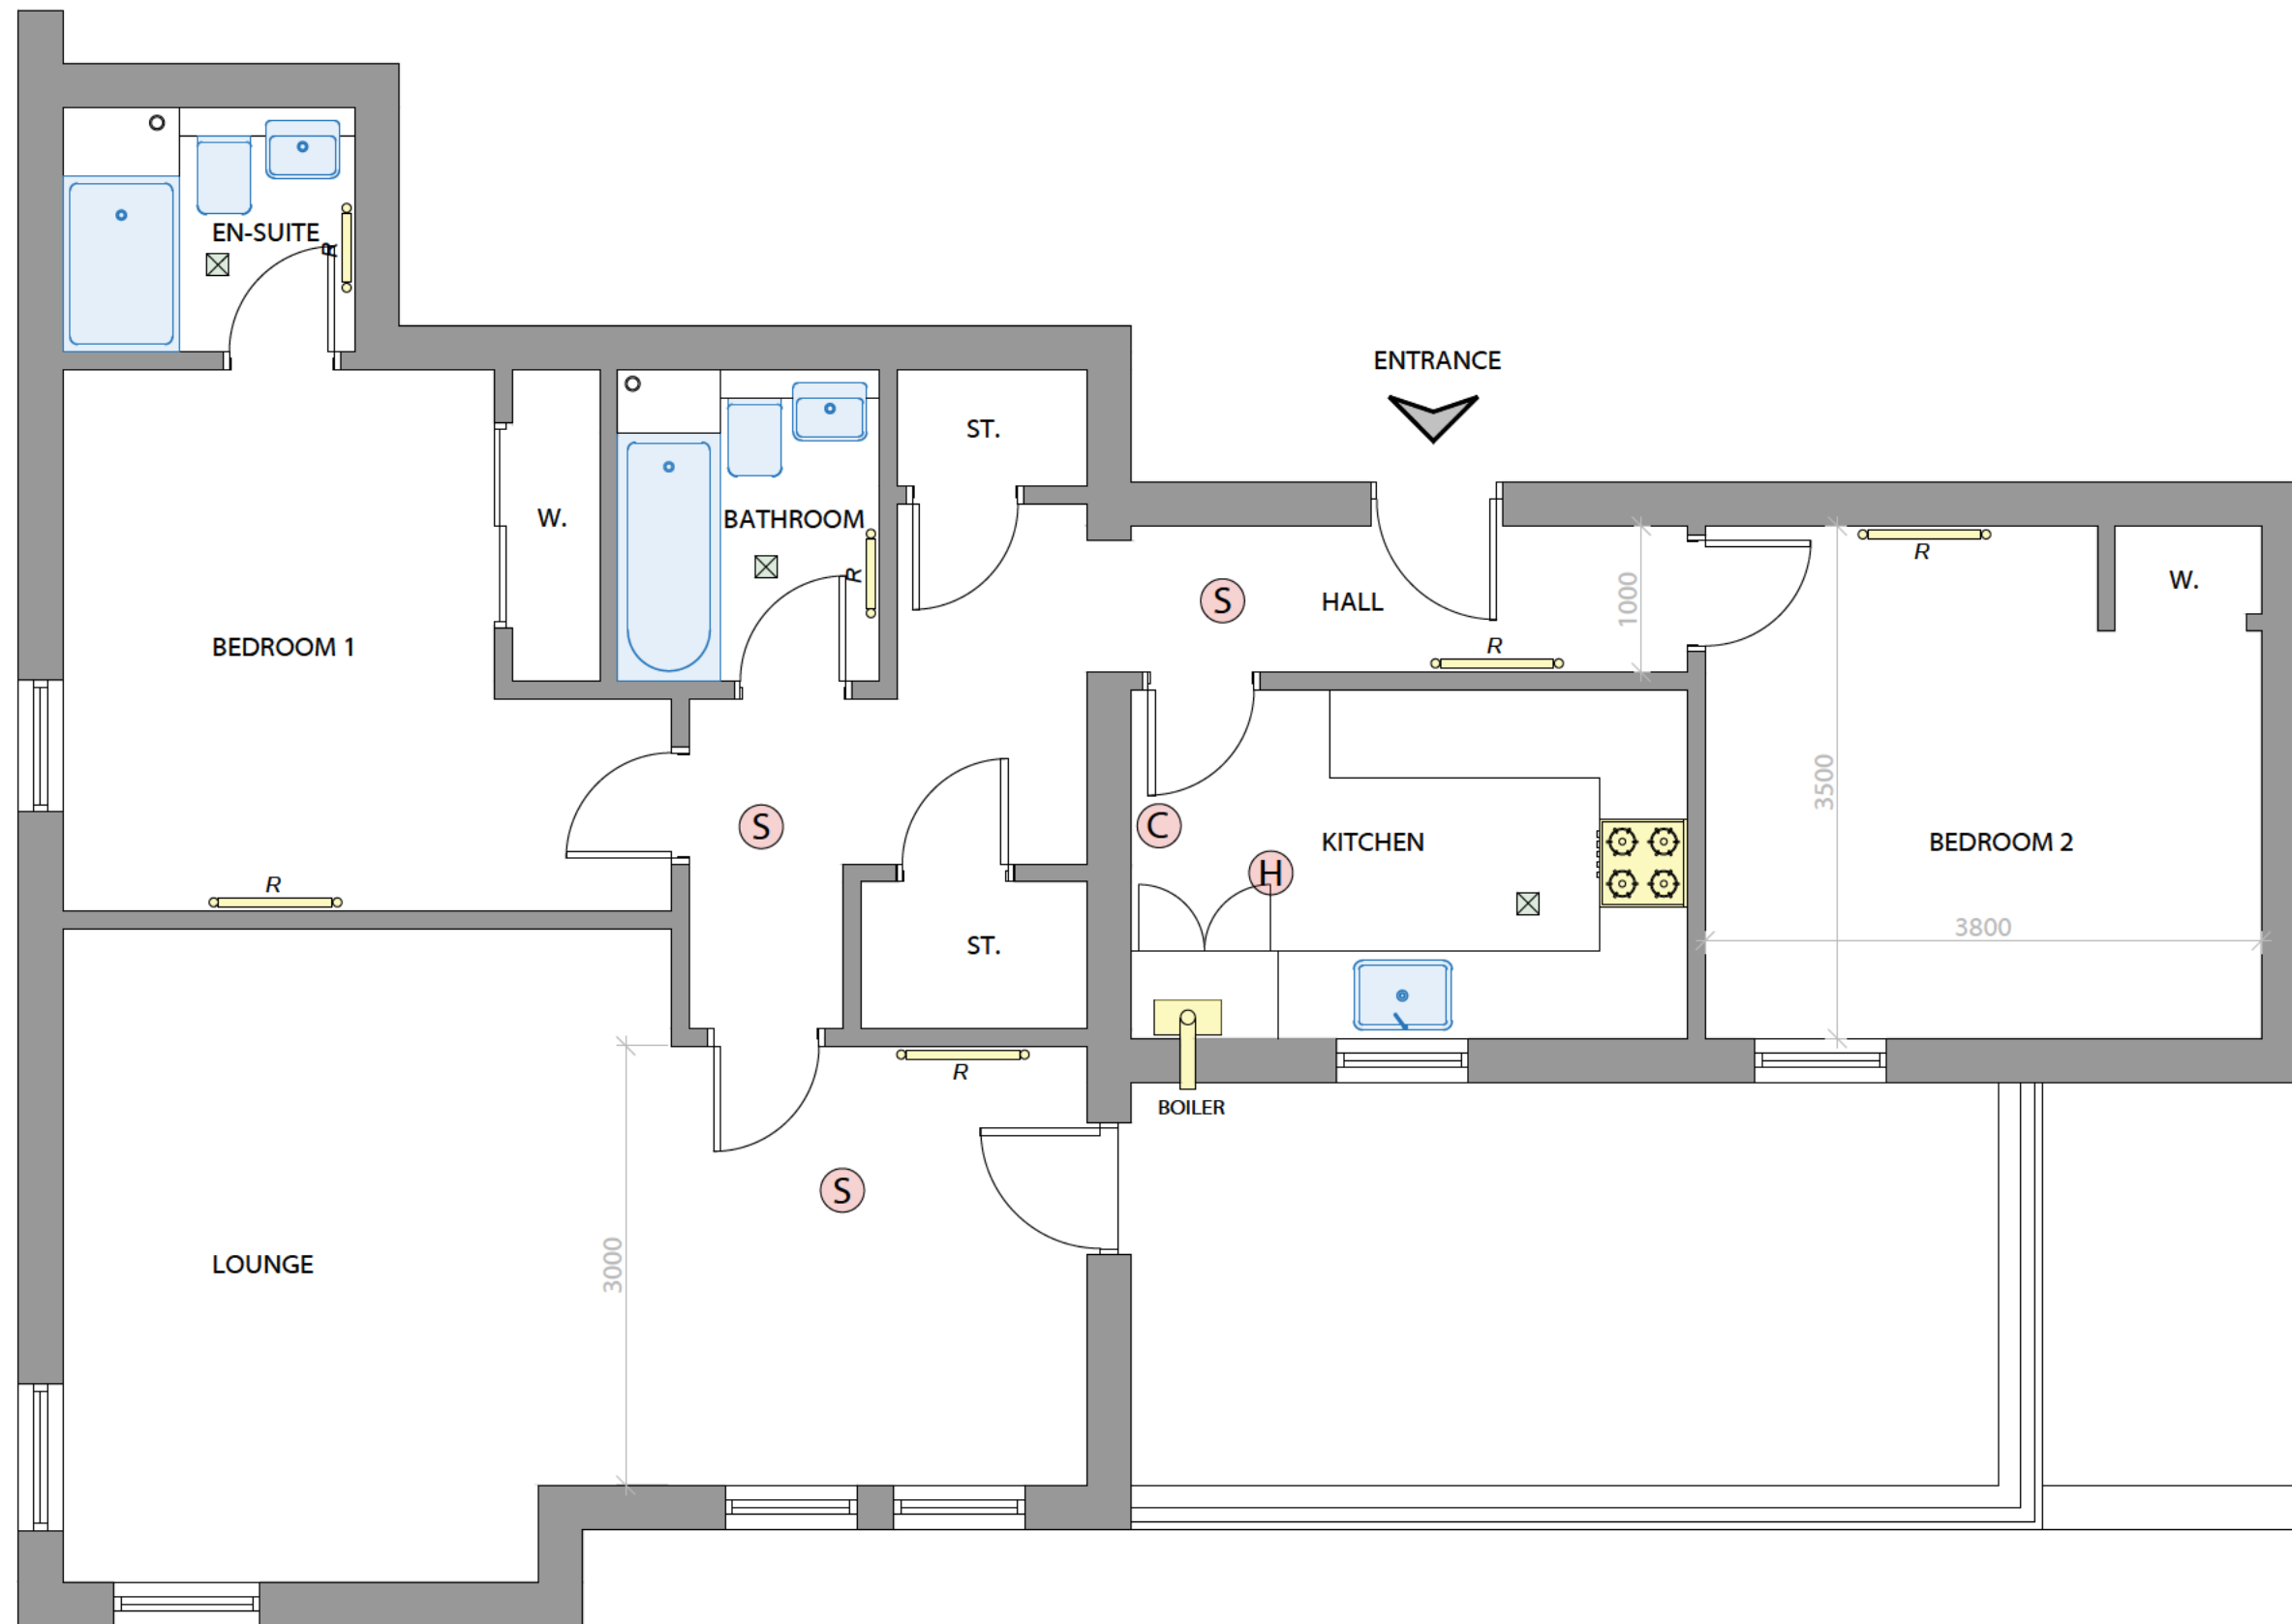 EN-SUITE
R
ENTRANCE
ST.
W.
BATHROOM
R
R
W.
S
HALL
1000
R
BEDROOM 1
3500
S
C
KITCHEN
BEDROOM 2
H
R
3800
ST.
R
BOILER
S
3000
LOUNGE